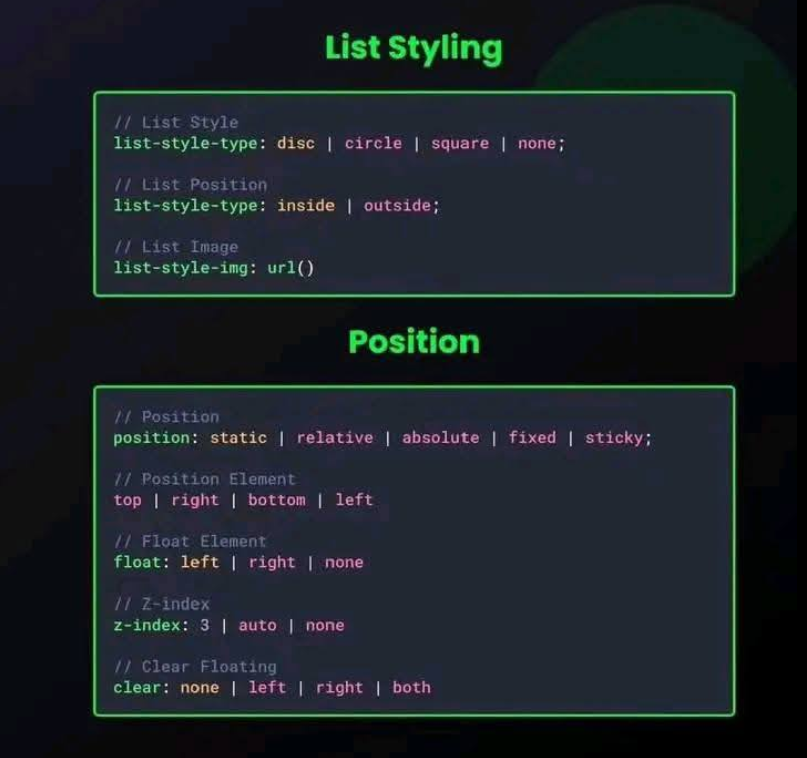 List Styling
// List Style
list-style-type: disc | circle | square | none;
// List Position
list-style-type: inside | outside;
// List Image
list-style-img: url()
Position
// Position
position: static | relative | absolute | fixed | sticky;
// Position Element
top | right | bottom | left
// Float Element
float: left | right | none
// Z-index
z-index: 3 | auto | none
// Clear Floating
clear: none | left | right | both